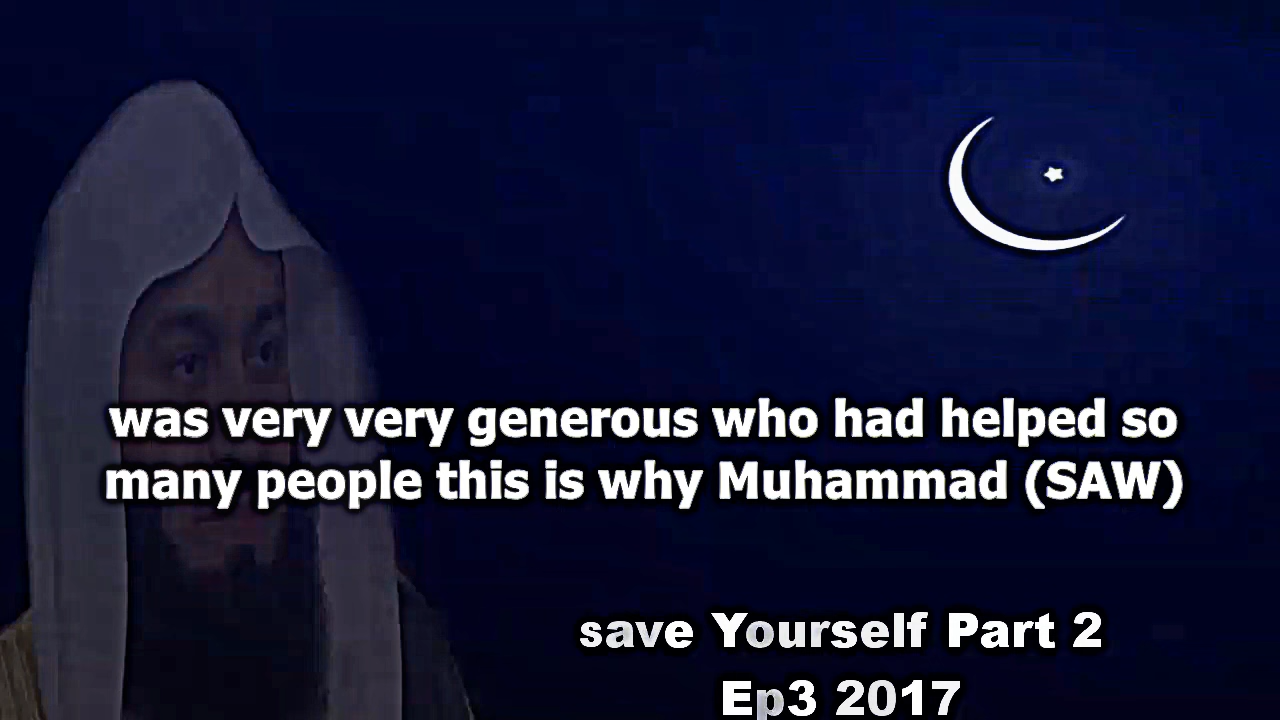 was very very generous who had helped so
many people this is why Muhammad (SAW)
save Yourself Part 2
Ep3 2017